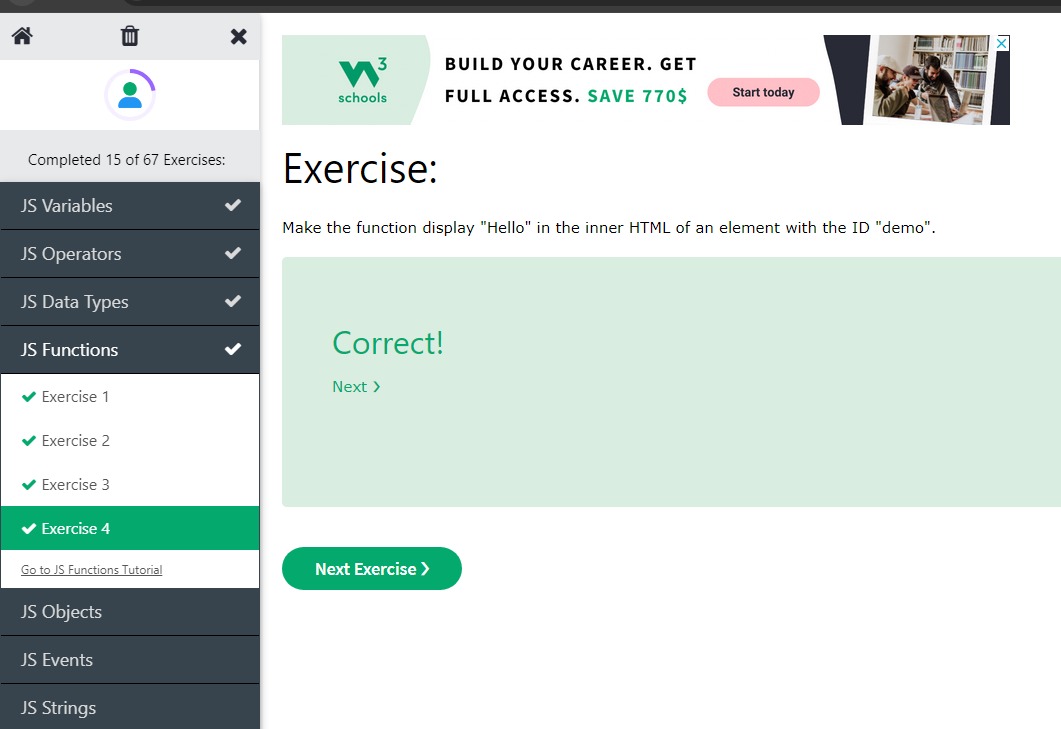 Completed 15 of 67 Exercises:
JS Variables
JS Operators
JS Data Types
JS Functions
Exercise 1
Exercise 2
Exercise 3
Exercise 4
Go to JS Functions Tutorial
JS Objects
JS Events
JS Strings
W3
schools
BUILD YOUR CAREER. GET
FULL ACCESS. SAVE 770$
Start today
Exercise:
Make the function display "Hello" in the inner HTML of an element with the ID "demo".
Correct!
Next ❯
Next Exercise ❯